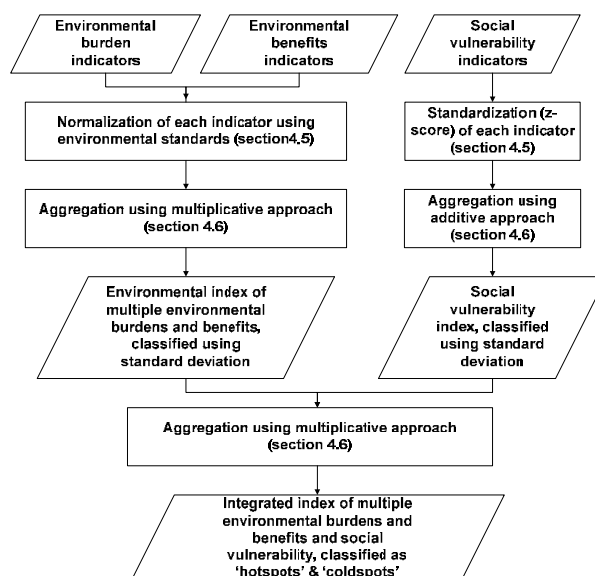 Environmental
burden
indicators
Environmental
benefits
indicators
Social
vulnerability
indicators
Normalization of each indicator using
environmental standards (section4.5)
Standardization (z-
score) of each indicator
(section 4.5)
Aggregation using multiplicative approach
(section 4.6)
Aggregation using
additive approach
(section 4.6)
Environmental index of
multiple environmental
burdens and benefits,
classified using
standard deviation
Social
vulnerability
index, classified
using standard
deviation
Aggregation using multiplicative approach
(section 4.6)
Integrated index of multiple
environmental burdens and
benefits and social
vulnerability, classified as
‘hotspots’ & ‘coldspots’